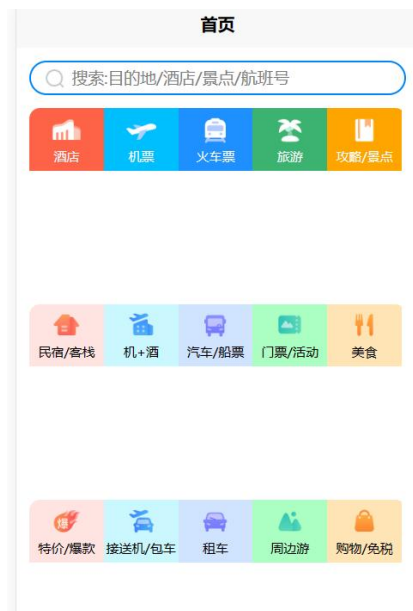 首页
搜索:目的地/酒店/景点/航班号
酒店 机票 火车票 旅游 攻略/景点
民宿/客栈 机+酒 汽车/船票 门票/活动 美食
爆
特价/爆款 接送机/包车 租车 周边游 购物/免税